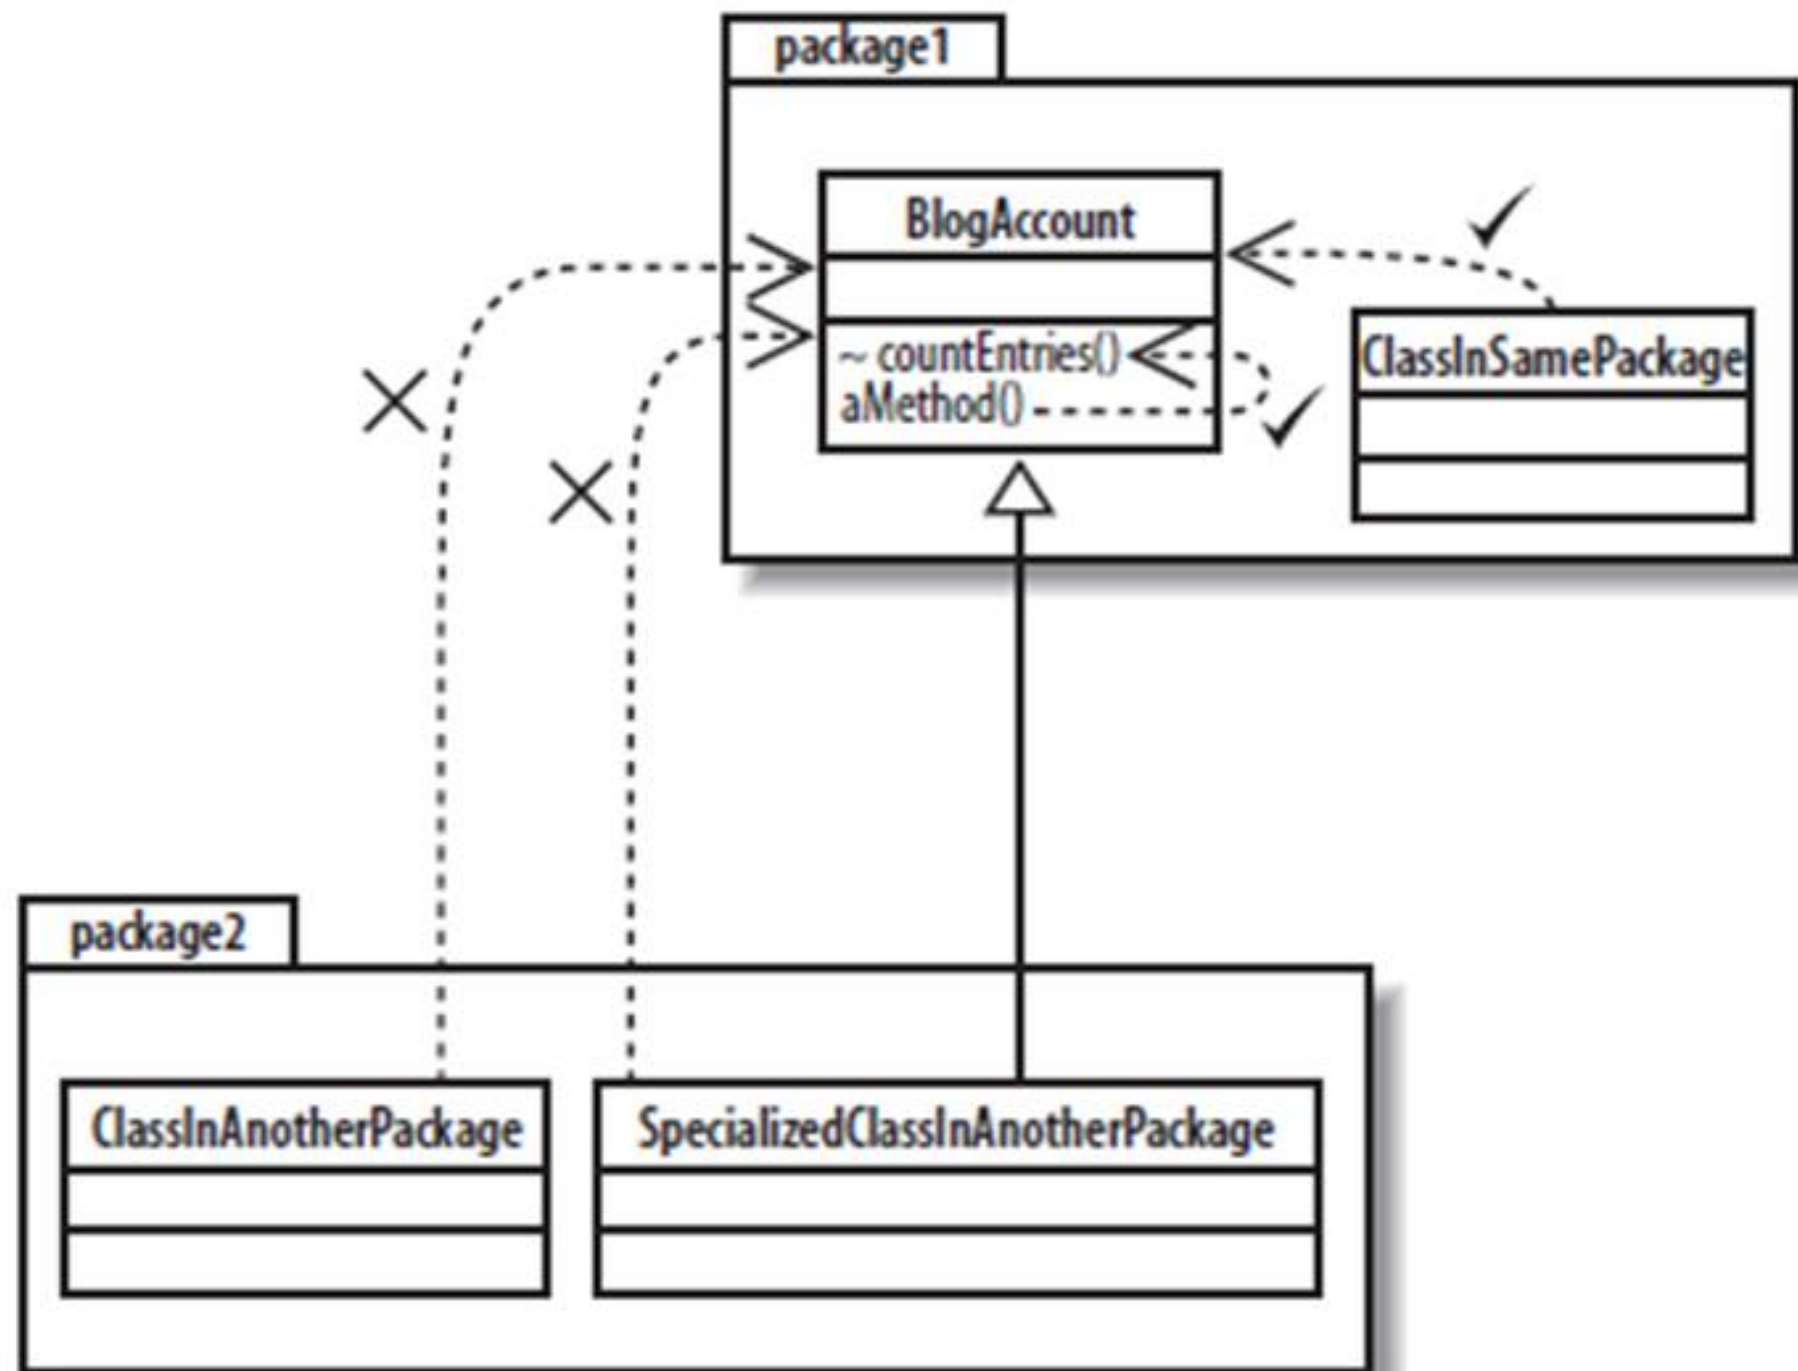 package1
BlogAccount
~ countEntries()
aMethod()
ClassInSamePackage
package2
ClassInAnotherPackage
SpecializedClassInAnotherPackage